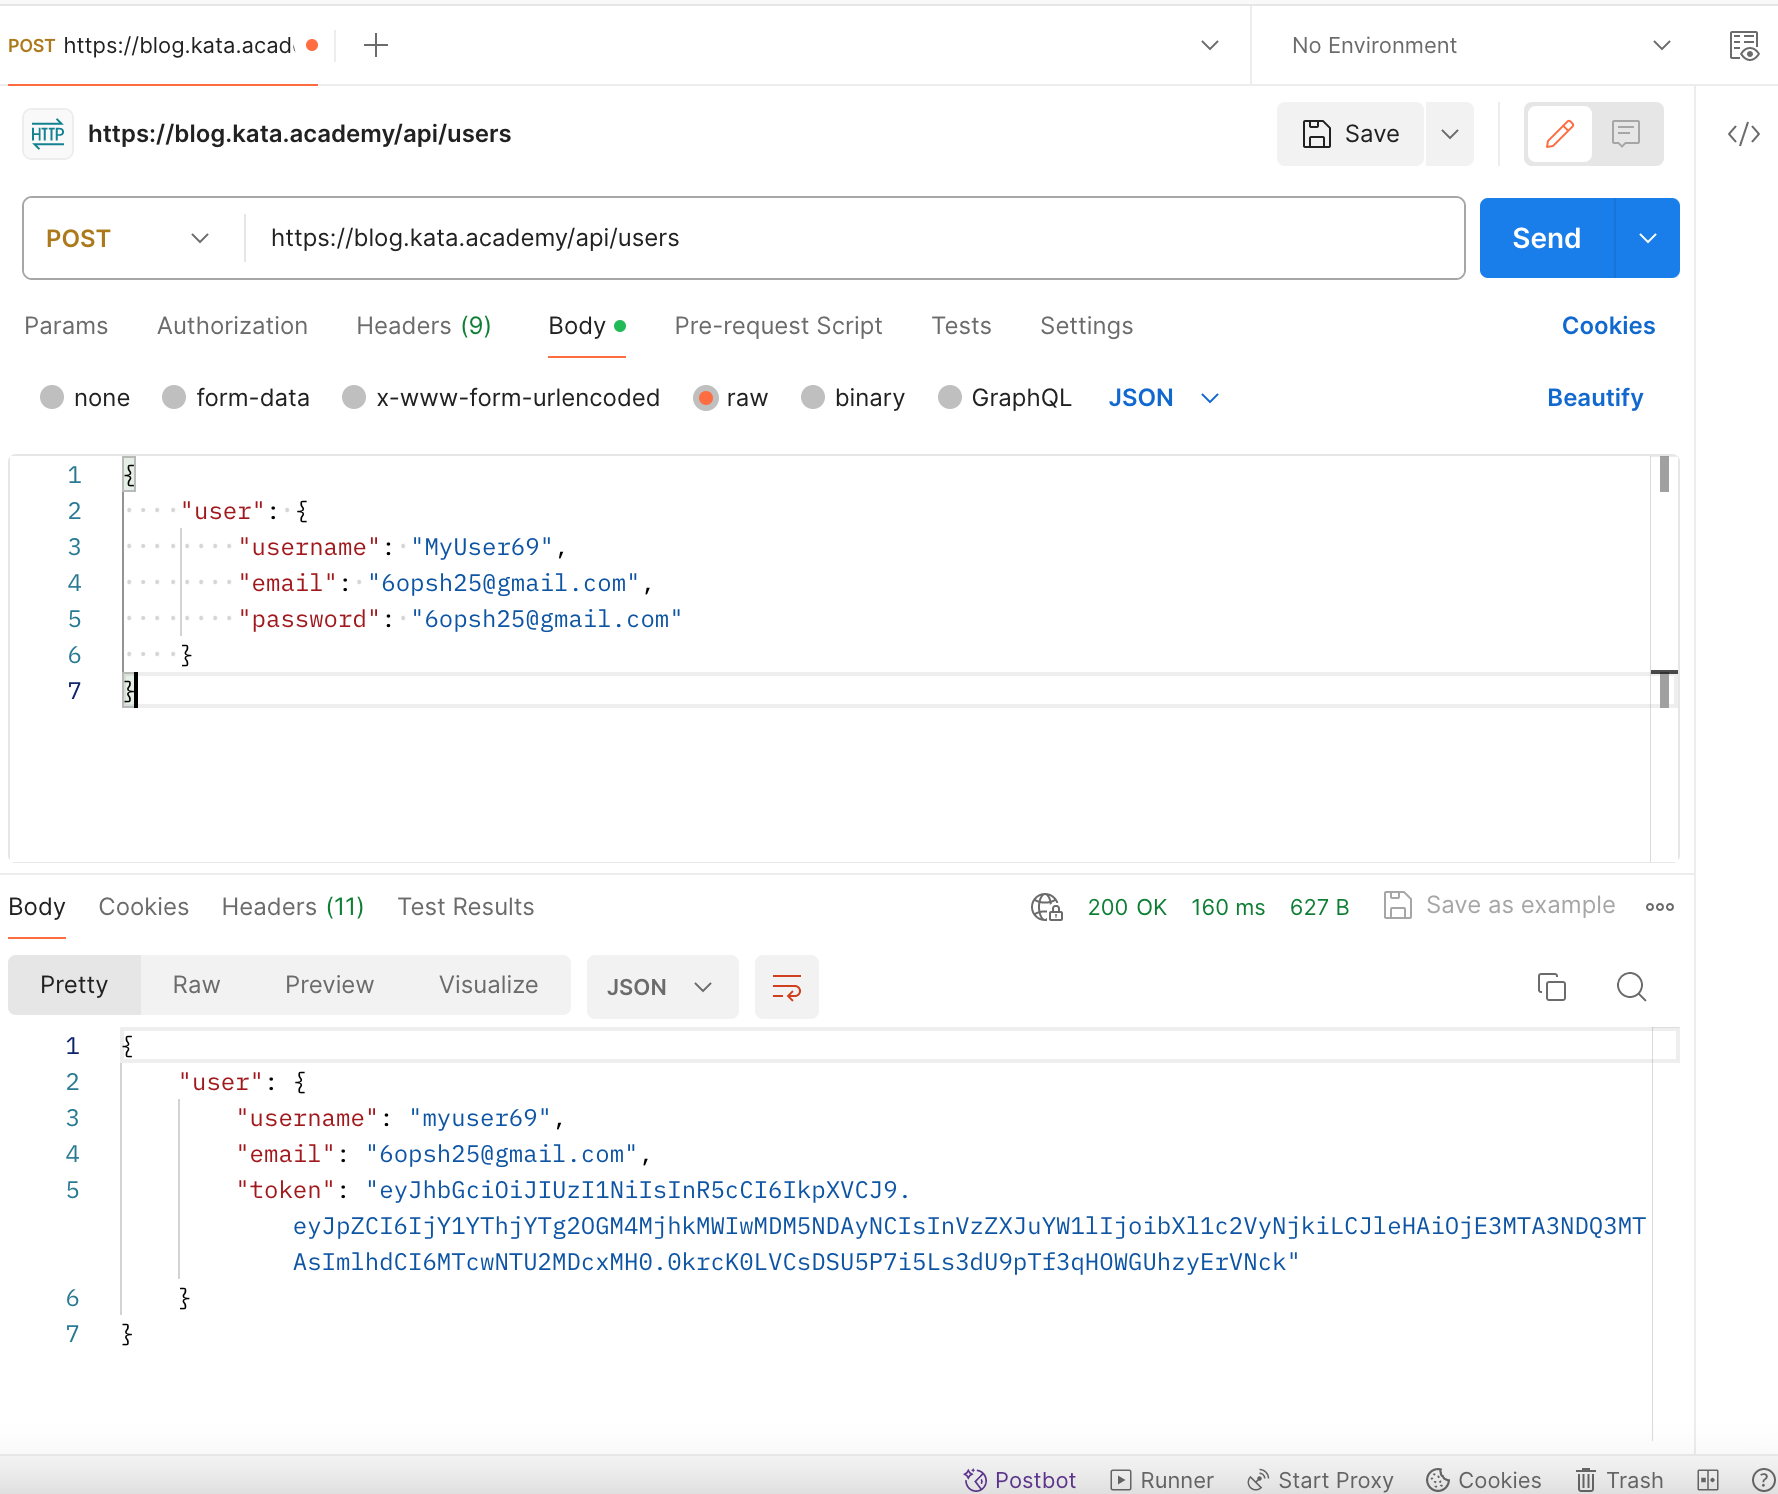 POST https://blog.kata.acad
No Environment
HTTP https://blog.kata.academy/api/users
Save
POST https://blog.kata.academy/api/users
Send
Params Authorization Headers (9) Body Pre-request Script Tests Settings Cookies
none form-data x-www-form-urlencoded raw binary GraphQL JSON Beautify
1 {
2 "user": {
3 "username": "MyUser69",
4 "email": "6opsh25@gmail.com",
5 "password": "6opsh25@gmail.com"
6 }
7 }
Body Cookies Headers (11) Test Results 200 OK 160 ms 627 B Save as example
Pretty Raw Preview Visualize JSON
1 {
2 "user": {
3 "username": "myuser69",
4 "email": "6opsh25@gmail.com",
5 "token": "eyJhbGciOiJIUzI1NiIsInR5cCI6IkpXVCJ9.
eyJpZCI6IjY1YThjYTg2OGM4MjhkMWIwMDM5NDAyNCIsInVzZXJuYW1lIjoibXl1c2VyNjkiLCJleHAiOjE3MTA3NDQ3MT
AsImlhdCI6MTcwNTU2MDcxMH0.0krcK0LVCsDSU5P7i5Ls3dU9pTf3qHOWGUhzyErVNck"
6 }
7 }
Postbot Runner Start Proxy Cookies Trash